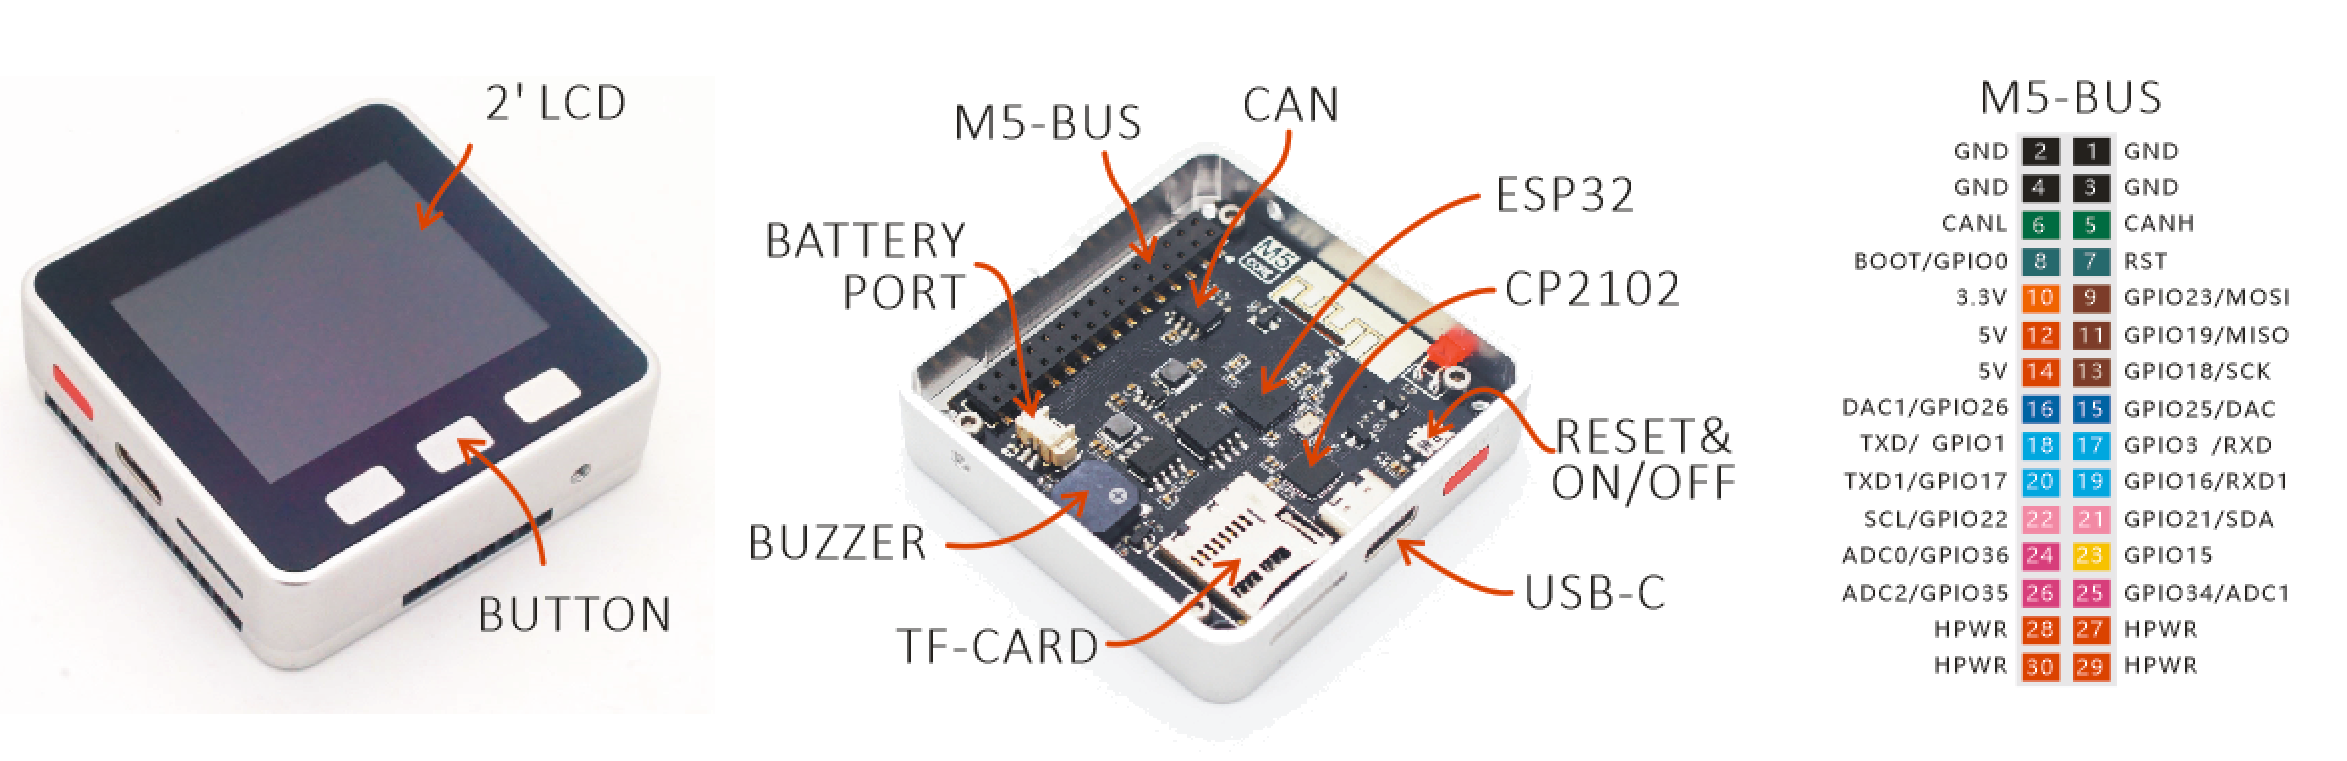 2' LCD
BUTTON
M5-BUS
CAN
ESP32
BATTERY
PORT
CP2102
RESET&
ON/OFF
BUZZER
USB-C
TF-CARD
M5
CORE
M5-BUS
GND 2 1 GND
GND 4 3 GND
CANL 6 5 CANH
BOOT/GPIO0 8 7 RST
3.3V 10 9 GPIO23/MOSI
5V 12 11 GPIO19/MISO
5V 14 13 GPIO18/SCK
DAC1/GPIO26 16 15 GPIO25/DAC
TXD/ GPIO1 18 17 GPIO3 /RXD
TXD1/GPIO17 20 19 GPIO16/RXD1
SCL/GPIO22 22 21 GPIO21/SDA
ADC0/GPIO36 24 23 GPIO15
ADC2/GPIO35 26 25 GPIO34/ADC1
HPWR 28 27 HPWR
HPWR 30 29 HPWR